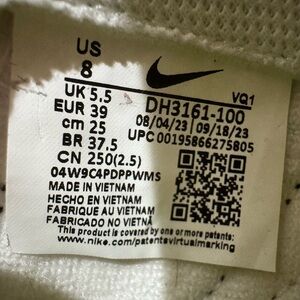 US
8
VQ1
UK 5.5
DH3161-100
EUR 39
08/04/23 | 09/18/23
cm 25
UPC 00195866275805
BR 37.5
CN 250(2.5)
04W9C4PDPPWMS
MADE IN VIETNAM
HECHO EN VIETNAM
FABRIQUE AU VIETNAM
FABRICADO NO VIETNÃ
This product is covered by one or more patents:
www.nike.com/patentsvirtualmarking